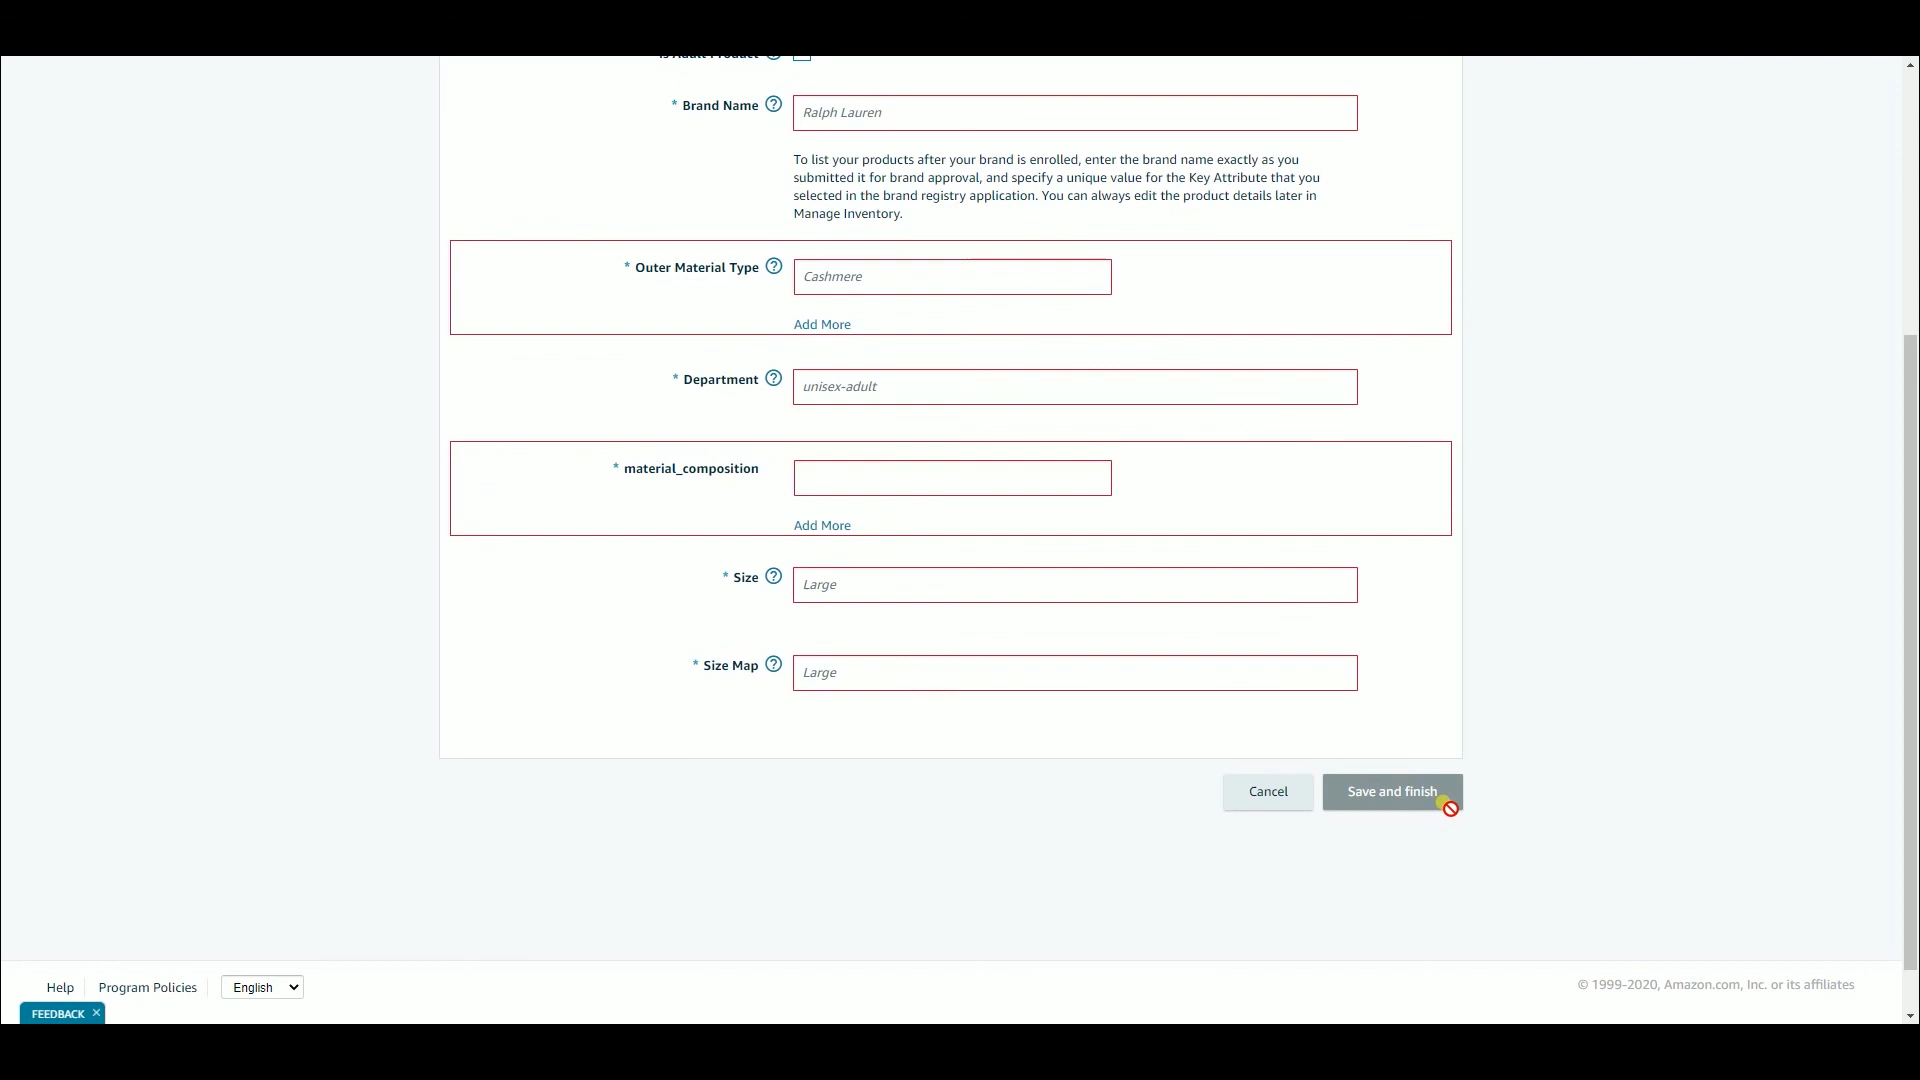 Is Adult Product
* Brand Name
Ralph Lauren
To list your products after your brand is enrolled, enter the brand name exactly as you
submitted it for brand approval, and specify a unique value for the Key Attribute that you
selected in the brand registry application. You can always edit the product details later in
Manage Inventory.
* Outer Material Type
Cashmere
Add More
* Department
unisex-adult
* material_composition
Add More
* Size
Large
* Size Map
Large
Cancel
Save and finish
Help
Program Policies
English
© 1999-2020, Amazon.com, Inc. or its affiliates
FEEDBACK ×